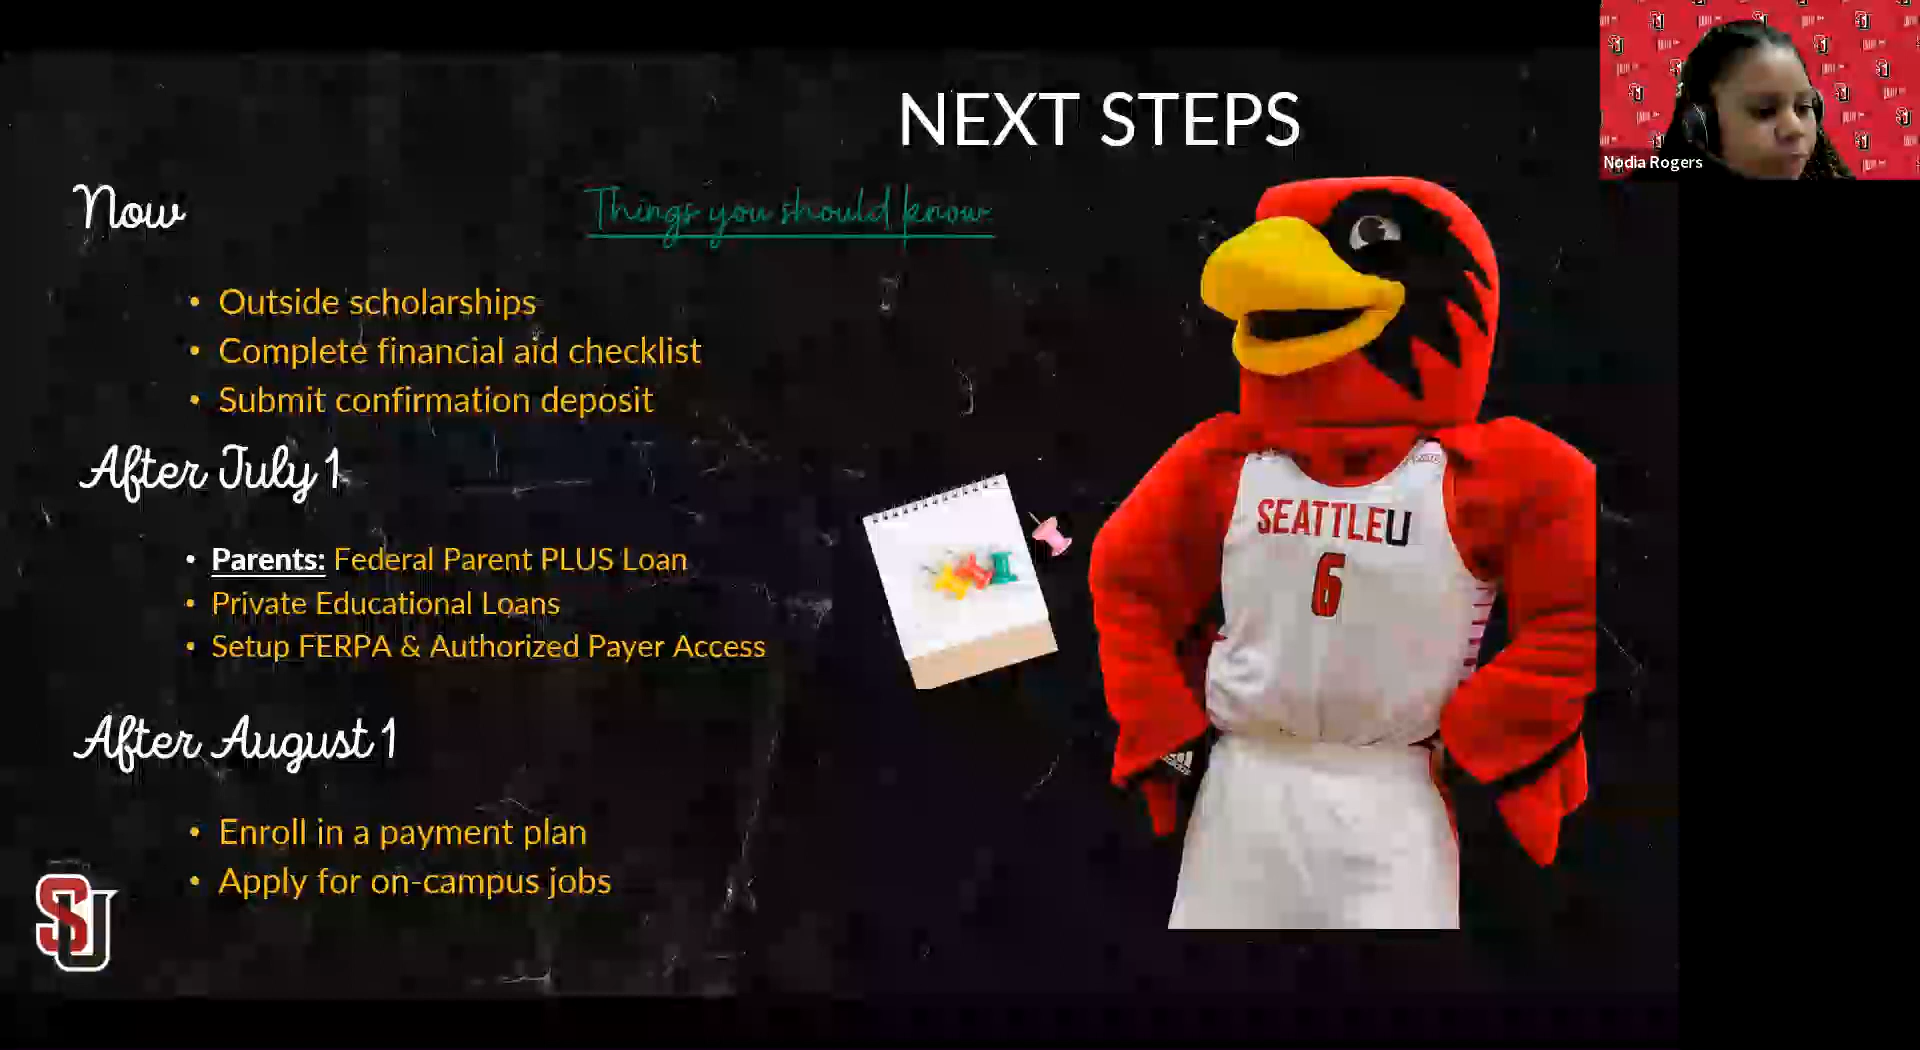 NEXT STEPS
Nodia Rogers
Now
Things you should know
• Outside scholarships
• Complete financial aid checklist
• Submit confirmation deposit
After July 1
• Parents: Federal Parent PLUS Loan
• Private Educational Loans
• Setup FERPA & Authorized Payer Access
After August 1
• Enroll in a payment plan
• Apply for on-campus jobs
SEATTLEU
6
SU